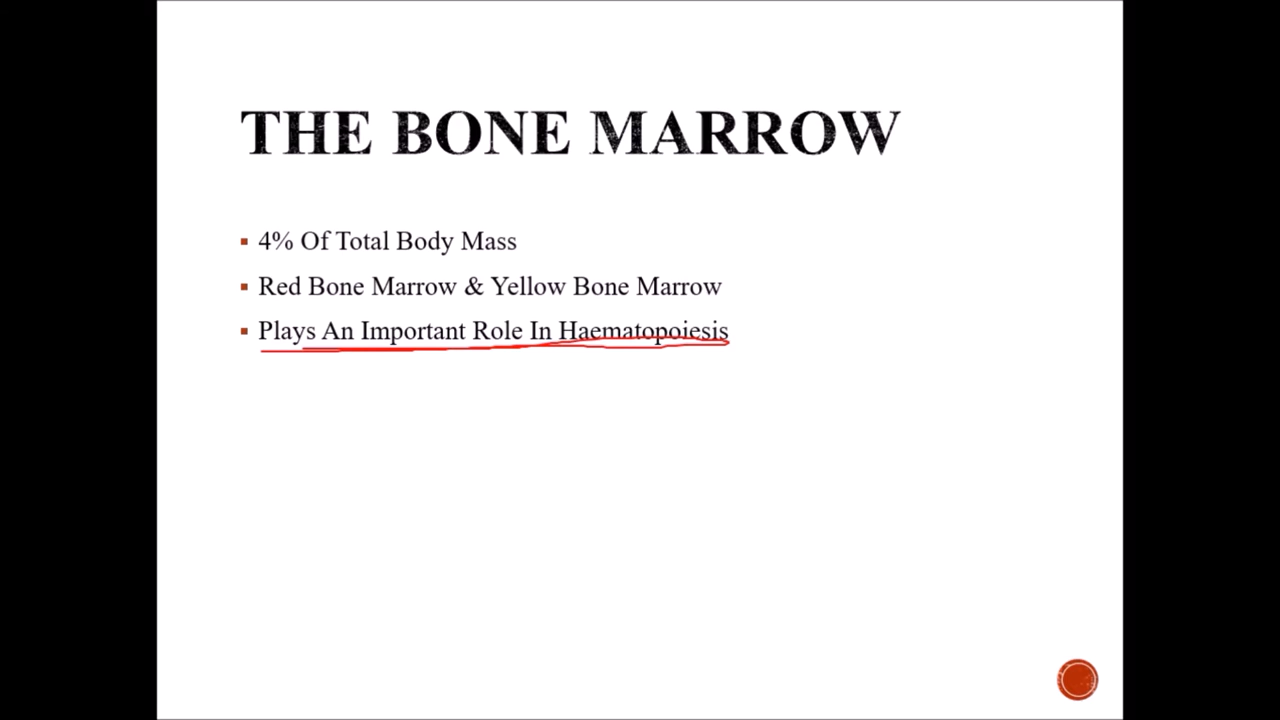 THE BONE MARROW
4% Of Total Body Mass
Red Bone Marrow & Yellow Bone Marrow
Plays An Important Role In Haematopoiesis